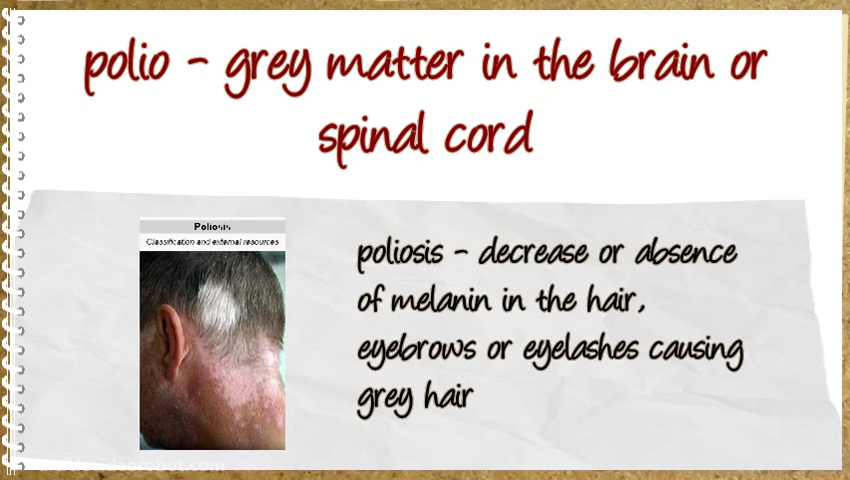 polio - grey matter in the brain or
spinal cord
Poliosis
Classification and external resources
poliosis - decrease or absence
of melanin in the hair,
eyebrows or eyelashes causing
grey hair